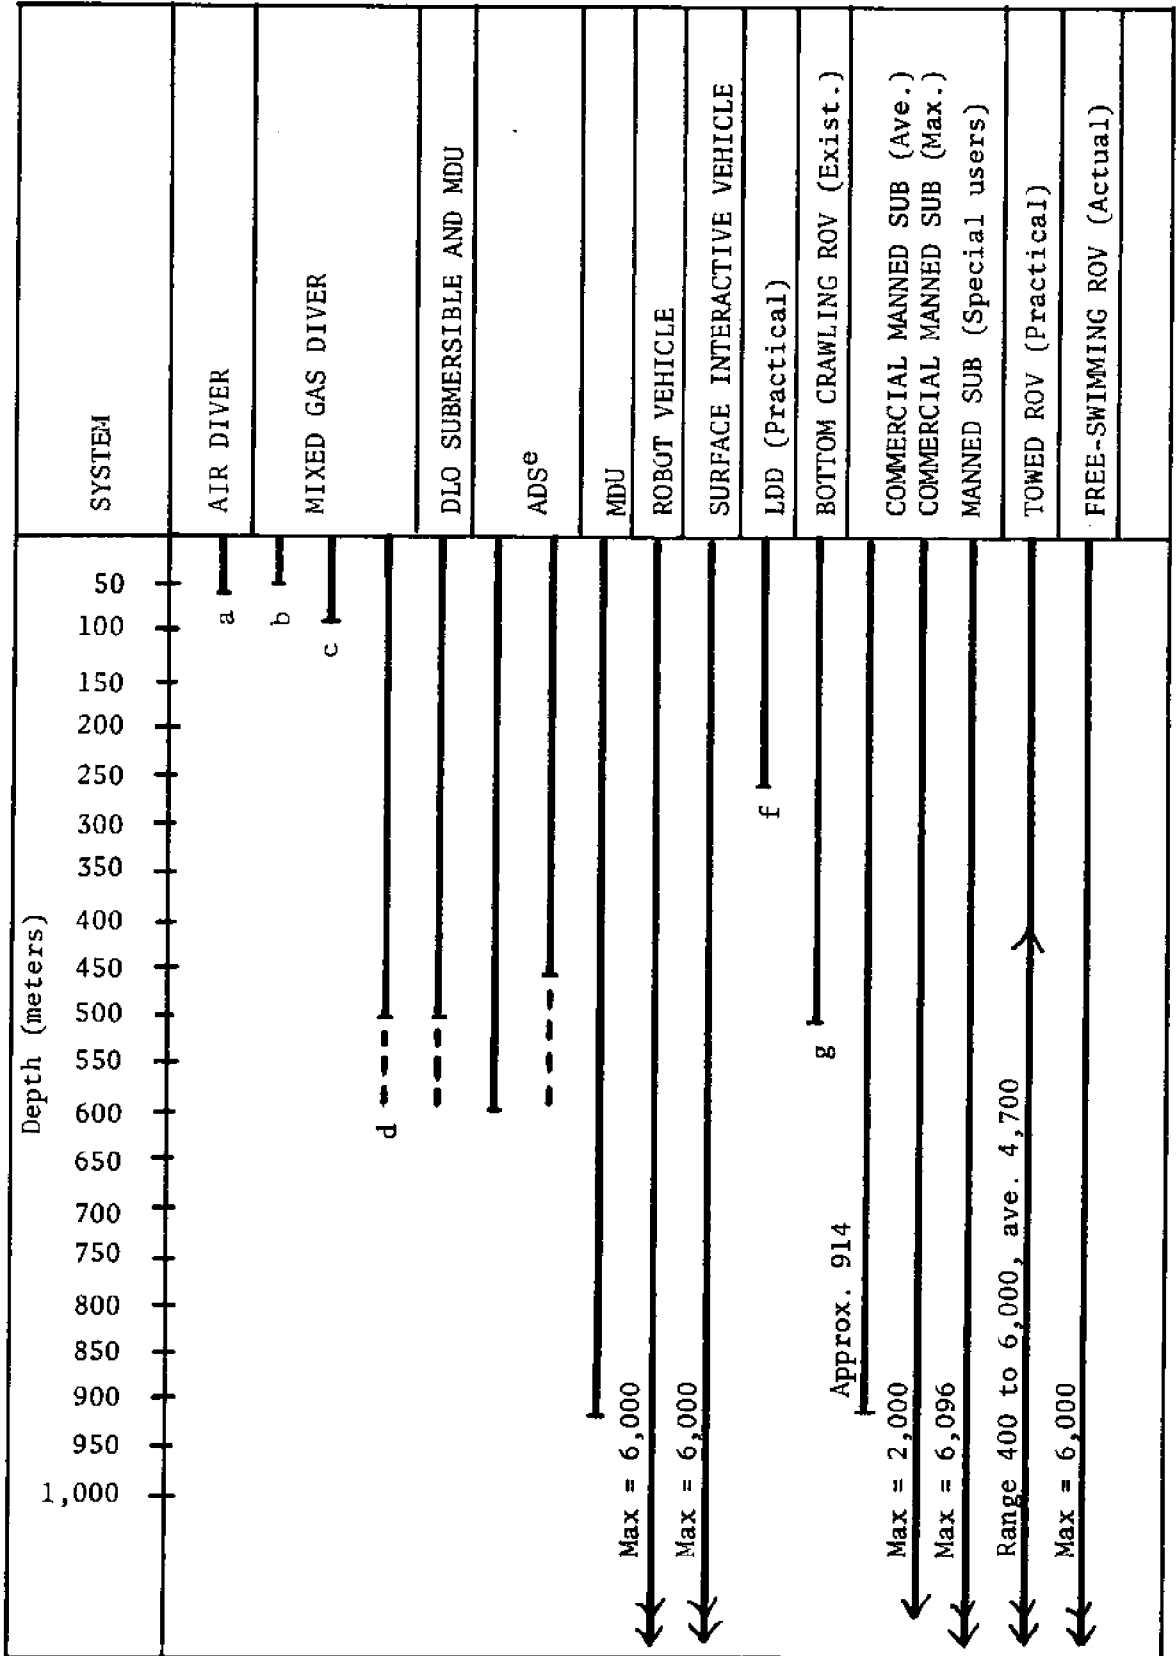 SYSTEM
AIR DIVER
MIXED GAS DIVER
DLO SUBMERSIBLE AND MDU
ADSe
MDU
ROBOT VEHICLE
SURFACE INTERACTIVE VEHICLE
LDD (Practical)
BOTTOM CRAWLING ROV (Exist.)
COMMERCIAL MANNED SUB (Ave.)
COMMERCIAL MANNED SUB (Max.)
MANNED SUB (Special users)
TOWED ROV (Practical)
FREE-SWIMMING ROV (Actual)
Depth (meters)
50
100
150
200
250
300
350
400
450
500
550
600
650
700
750
800
850
900
950
1,000
a
b
c
d
Max = 6,000
Max = 6,000
f
g
Approx. 914
Max = 2,000
Max = 6,096
Range 400 to 6,000, ave. 4,700
Max = 6,000